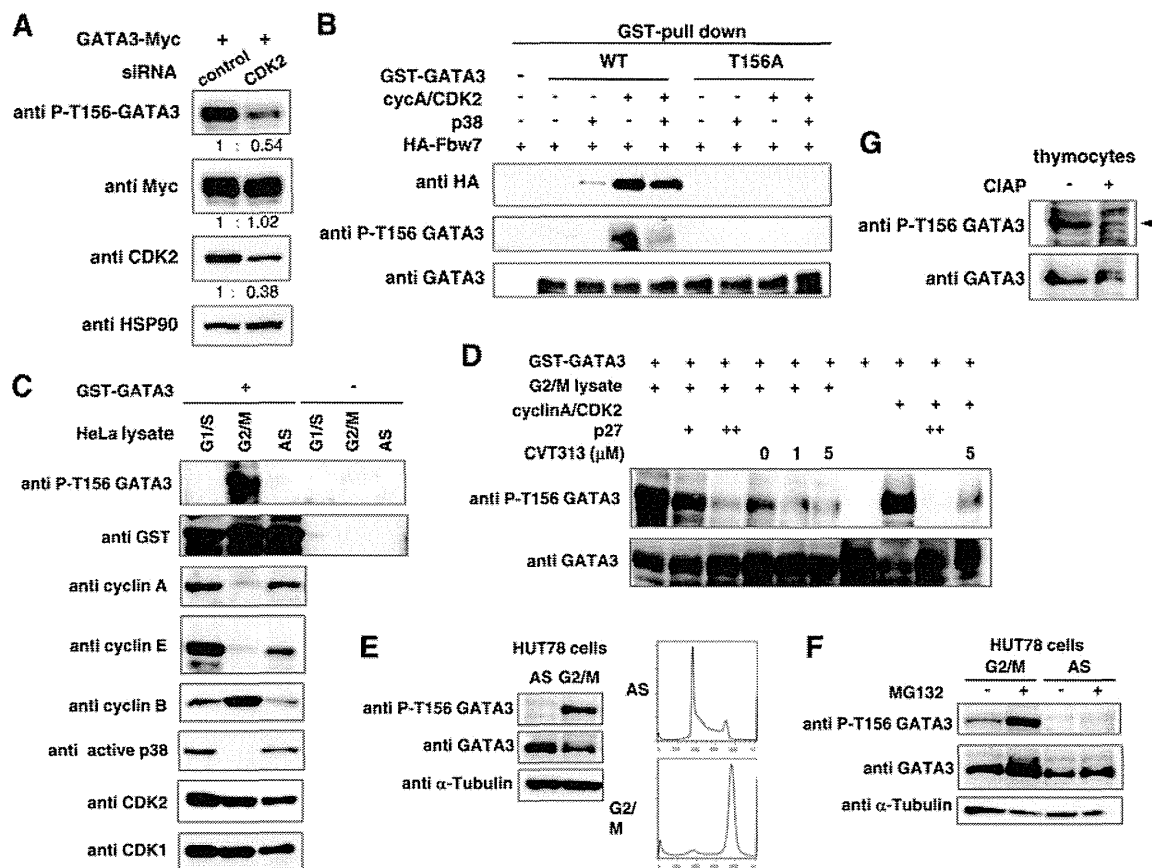 A
GATA3-Myc + +
siRNA control CDK2
anti P-T156-GATA3
1 : 0.54
anti Myc
1 : 1.02
anti CDK2
1 : 0.38
anti HSP90
B
GST-pull down
WT T156A
GST-GATA3 -
cycA/CDK2 - - - + + - - + +
p38 - - + - + - + - +
HA-Fbw7 + + + + + + + + +
anti HA
anti P-T156 GATA3
anti GATA3
G
thymocytes
CIAP - +
anti P-T156 GATA3
anti GATA3
C
GST-GATA3 + -
HeLa lysate G1/S G2/M AS G1/S G2/M AS
anti P-T156 GATA3
anti GST
anti cyclin A
anti cyclin E
anti cyclin B
anti active p38
anti CDK2
anti CDK1
D
GST-GATA3 + + + + + + + + + +
G2/M lysate + + + + + +
cyclinA/CDK2 + + +
p27 + ++ ++
CVT313 (μM) 0 1 5 5
anti P-T156 GATA3
anti GATA3
E
HUT78 cells
AS G2/M
anti P-T156 GATA3
anti GATA3
anti α-Tubulin
AS
G2/
M
F
HUT78 cells
G2/M AS
MG132 - + - +
anti P-T156 GATA3
anti GATA3
anti α-Tubulin